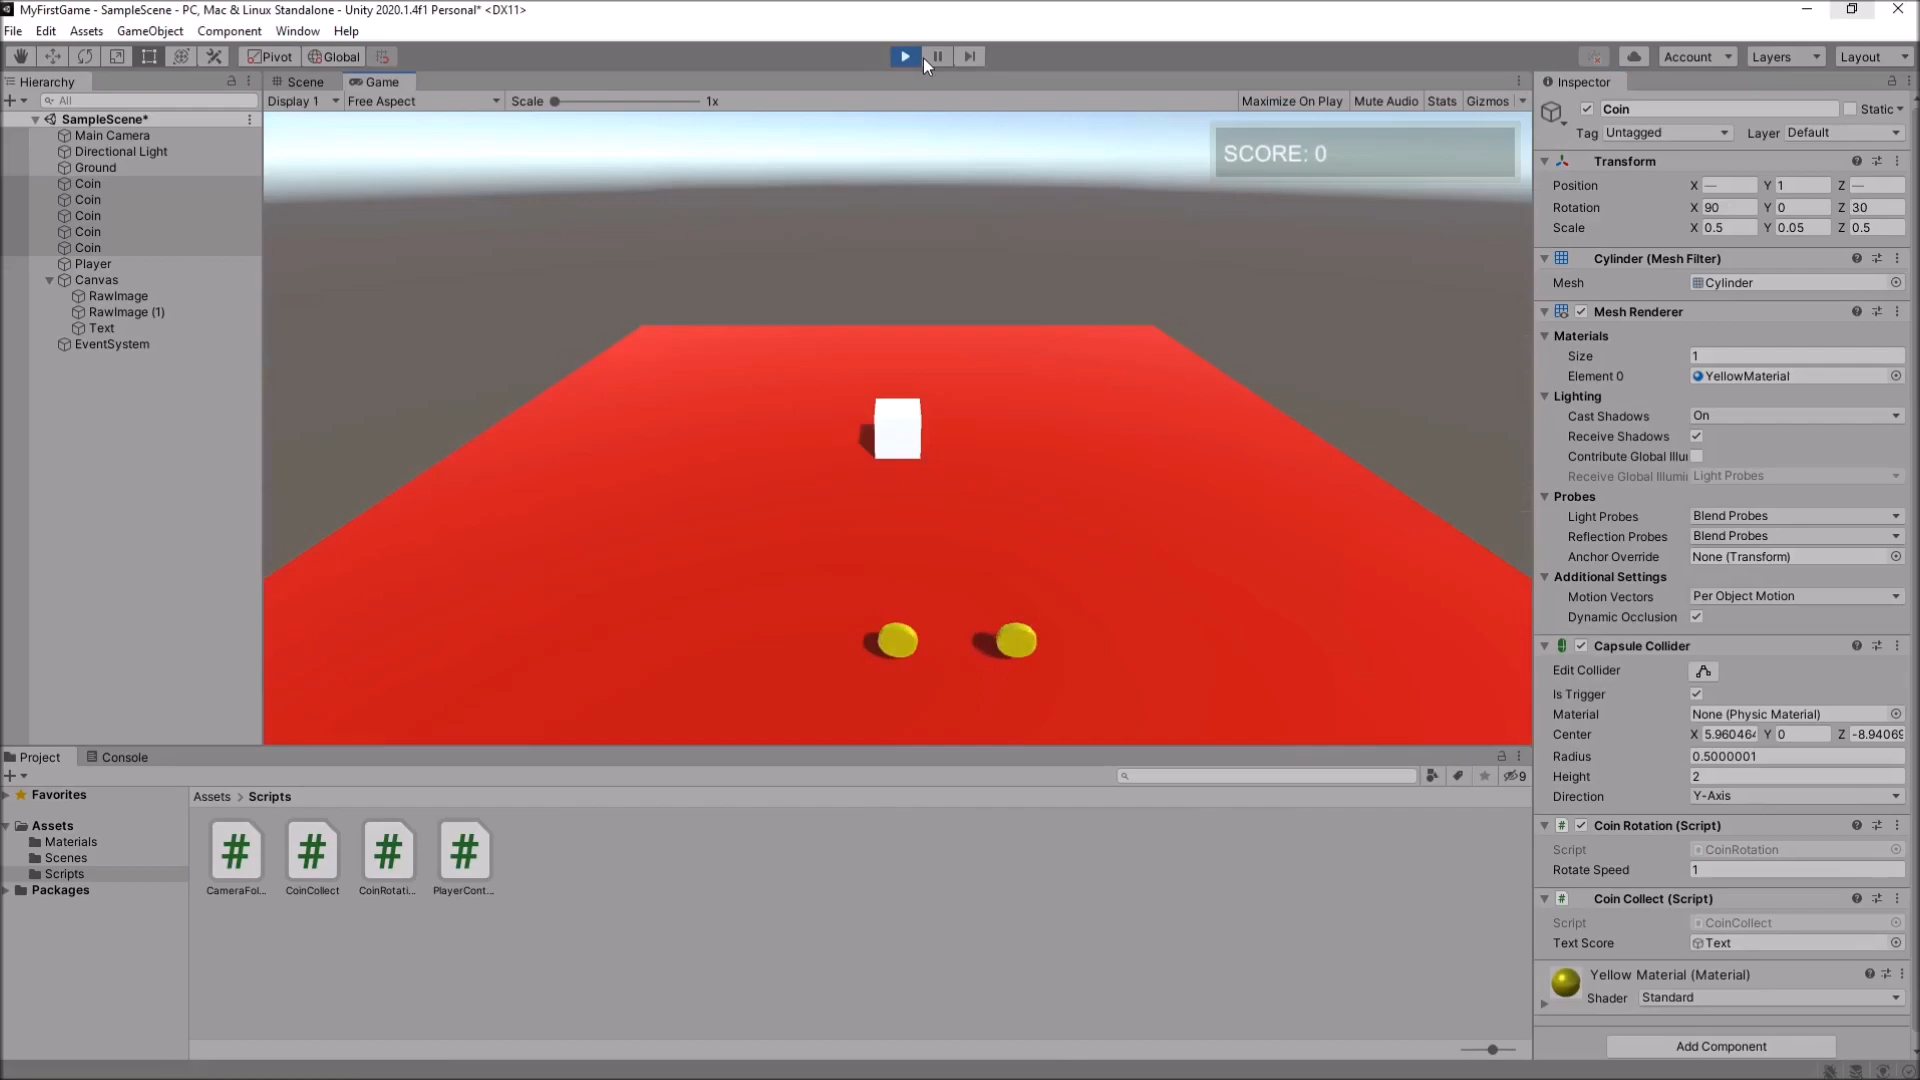 MyFirstGame - SampleScene - PC, Mac & Linux Standalone - Unity 2020.1.4f1 Personal* <DX11>
File Edit Assets GameObject Component Window Help
Pivot Global Account Layers Layout
Hierarchy
All
SampleScene*
Main Camera
Directional Light
Ground
Coin
Coin
Coin
Coin
Coin
Player
Canvas
RawImage
RawImage (1)
Text
EventSystem
Scene Game
Display 1 Free Aspect Scale 1x Maximize On Play Mute Audio Stats Gizmos
SCORE: 0
Project Console
9
Favorites
Assets
Materials
Scenes
Scripts
Packages
Assets > Scripts
# # # #
CameraFol... CoinCollect CoinRotati... PlayerCont...
Inspector
Coin Static
Tag Untagged Layer Default
Transform
Position X — Y 1 Z —
Rotation X 90 Y 0 Z 30
Scale X 0.5 Y 0.05 Z 0.5
Cylinder (Mesh Filter)
Mesh Cylinder
Mesh Renderer
Materials
Size 1
Element 0 YellowMaterial
Lighting
Cast Shadows On
Receive Shadows
Contribute Global Illui
Receive Global Illumii Light Probes
Probes
Light Probes Blend Probes
Reflection Probes Blend Probes
Anchor Override None (Transform)
Additional Settings
Motion Vectors Per Object Motion
Dynamic Occlusion
Capsule Collider
Edit Collider
Is Trigger
Material None (Physic Material)
Center X 5.960464 Y 0 Z -8.94069
Radius 0.5000001
Height 2
Direction Y-Axis
# Coin Rotation (Script)
Script CoinRotation
Rotate Speed 1
# Coin Collect (Script)
Script CoinCollect
Text Score Text
Yellow Material (Material)
Shader Standard
Add Component